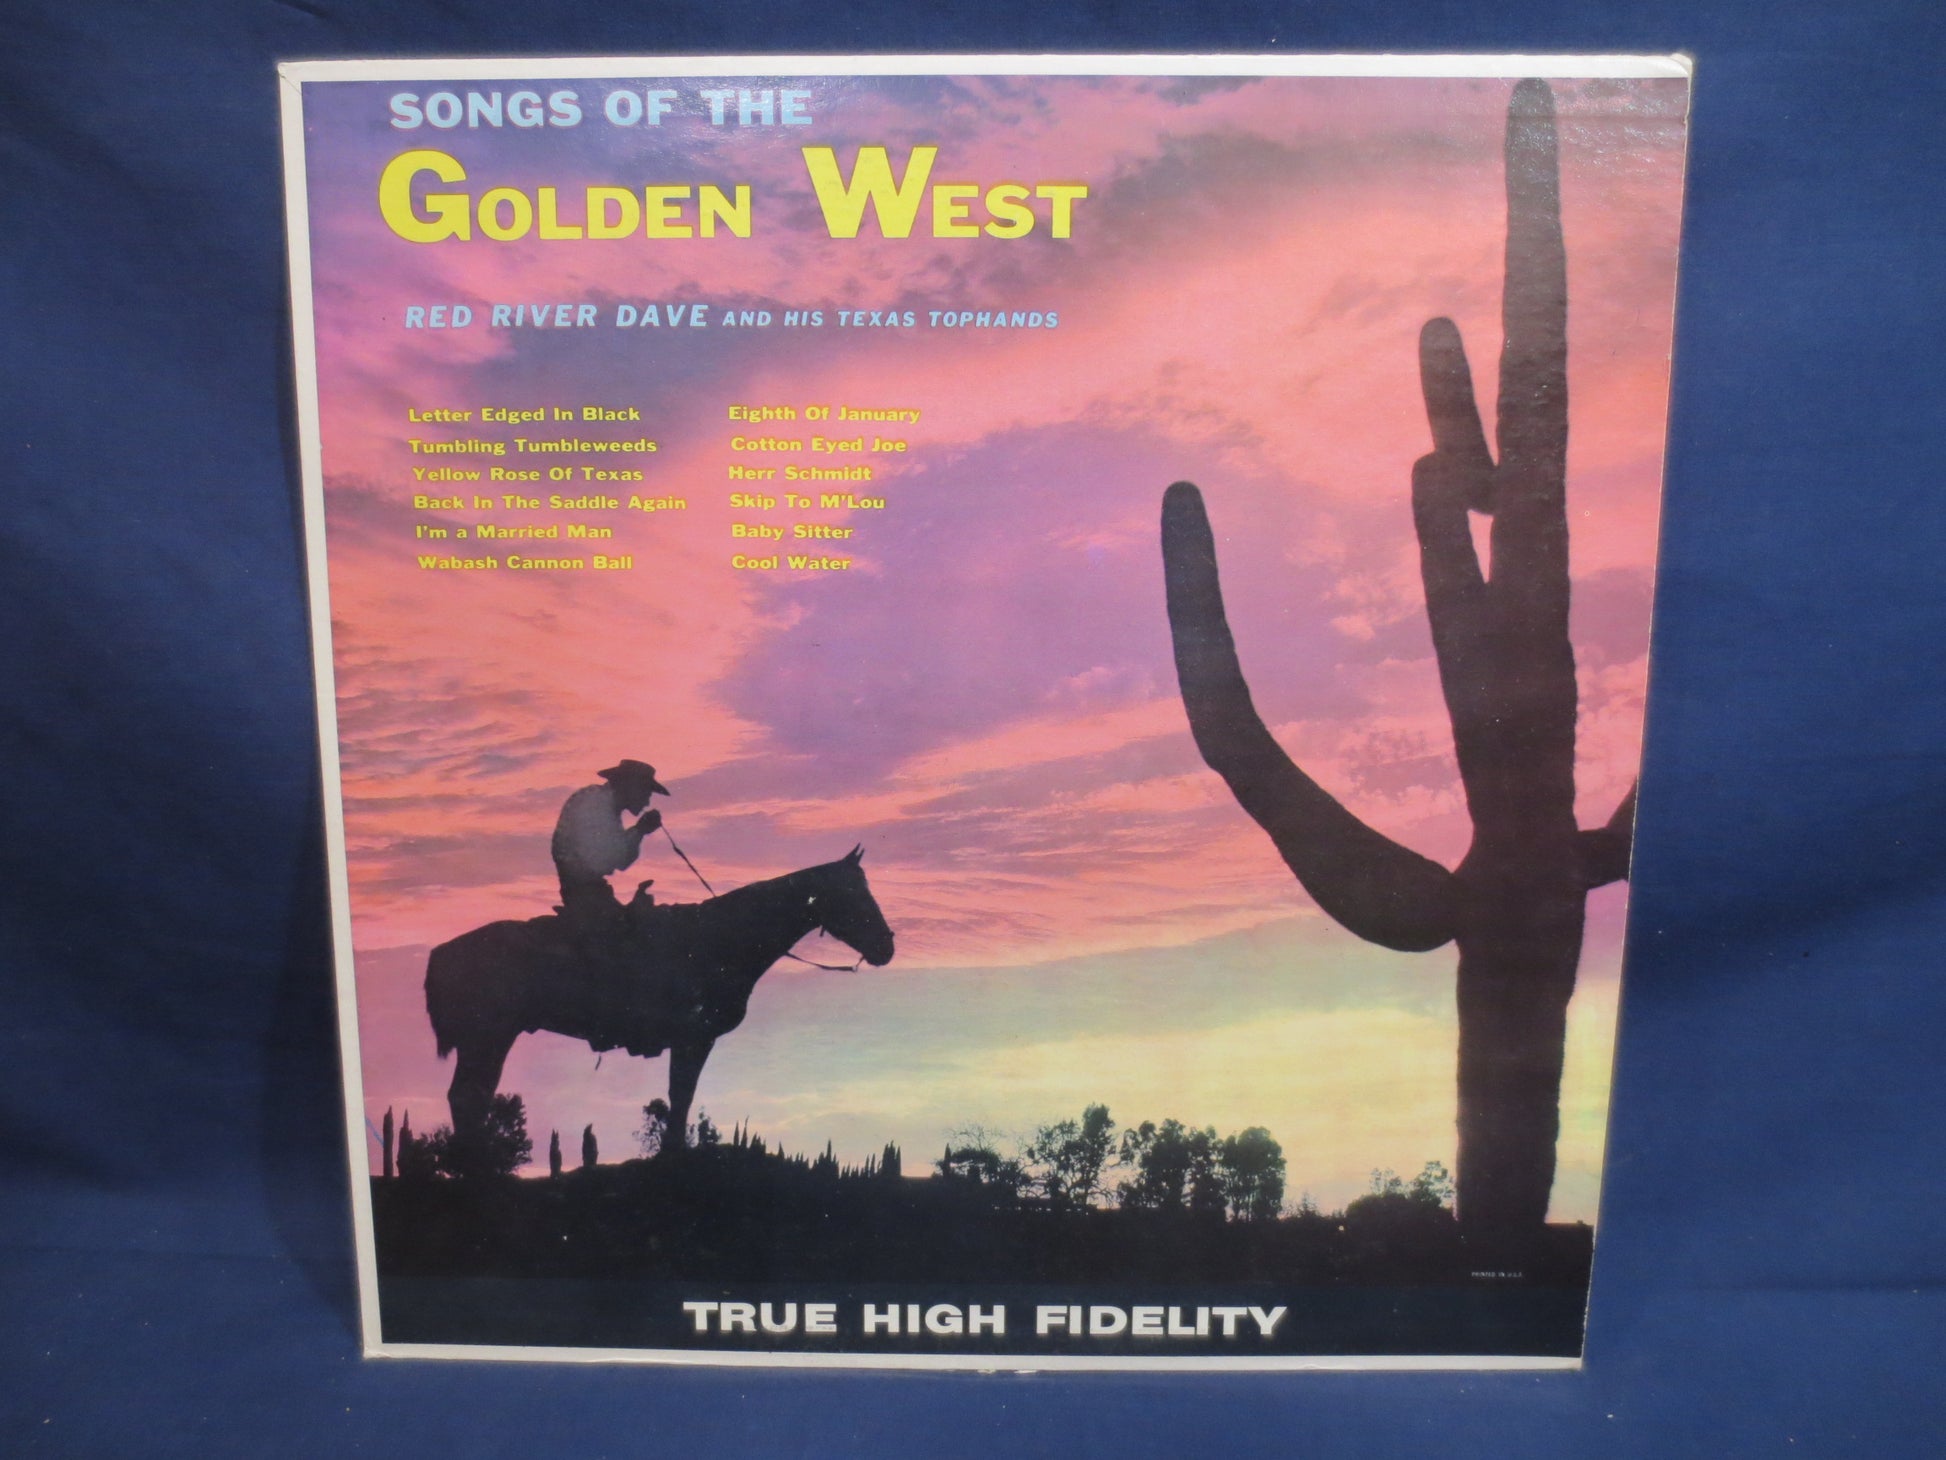 SONGS OF THE
GOLDEN WEST
RED RIVER DAVE AND HIS TEXAS TOPHANDS
Letter Edged In Black
Tumbling Tumbleweeds
Yellow Rose Of Texas
Back In The Saddle Again
I'm a Married Man
Wabash Cannon Ball
Eighth Of January
Cotton Eyed Joe
Herr Schmidt
Skip To M'Lou
Baby Sitter
Cool Water
PRINTED IN U.S.A.
TRUE HIGH FIDELITY